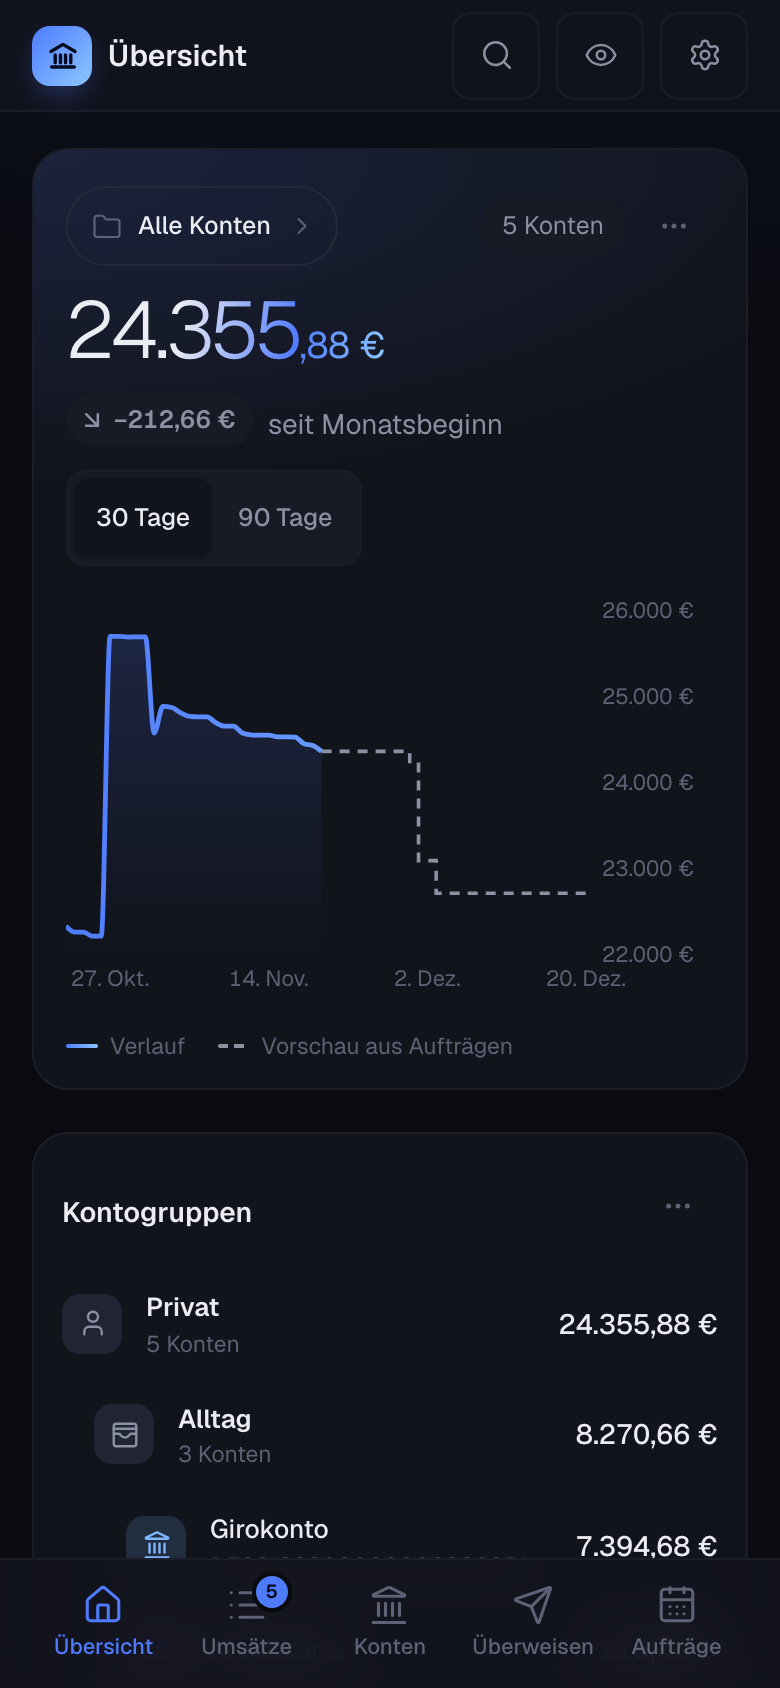 Übersicht
Alle Konten
5 Konten
24.355,88 €
−212,66 € seit Monatsbeginn
30 Tage
90 Tage
26.000 €
25.000 €
24.000 €
23.000 €
22.000 €
27. Okt.
14. Nov.
2. Dez.
20. Dez.
Verlauf
Vorschau aus Aufträgen
Kontogruppen
Privat
5 Konten
24.355,88 €
Alltag
3 Konten
8.270,66 €
Girokonto
7.394,68 €
5
Übersicht
Umsätze
Konten
Überweisen
Aufträge